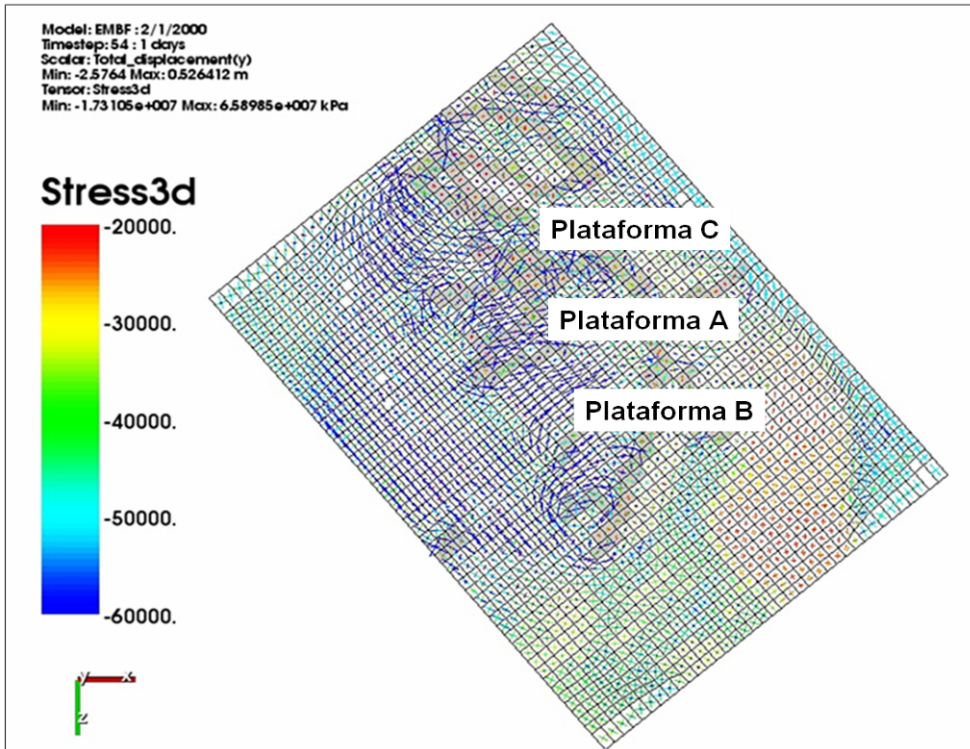 Model: EMBF : 2/1/2000
Timestep: 54 : 1 days
Scalar: Total_displacement(y)
Min: -2.5764 Max: 0.526412 m
Tensor: Stress3d
Min: -1.73105e+007 Max: 6.58985e+007 kPa
Stress3d
-20000.
-30000.
-40000.
-50000.
-60000.
Plataforma C
Plataforma A
Plataforma B
y x
z